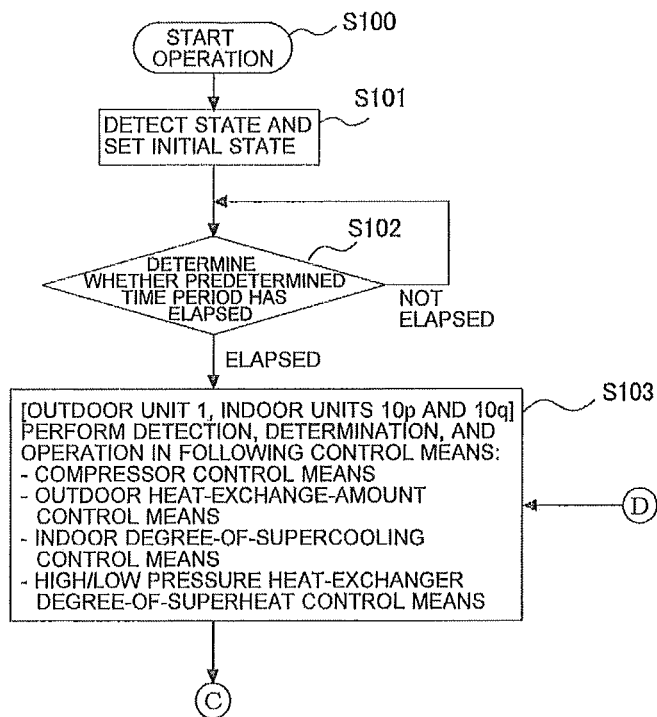 START
OPERATION
S100
DETECT STATE AND
SET INITIAL STATE
S101
DETERMINE
WHETHER PREDETERMINED
TIME PERIOD HAS
ELAPSED
S102
NOT
ELAPSED
ELAPSED
[OUTDOOR UNIT 1, INDOOR UNITS 10p AND 10q]
PERFORM DETECTION, DETERMINATION, AND
OPERATION IN FOLLOWING CONTROL MEANS:
- COMPRESSOR CONTROL MEANS
- OUTDOOR HEAT-EXCHANGE-AMOUNT
CONTROL MEANS
- INDOOR DEGREE-OF-SUPERCOOLING
CONTROL MEANS
- HIGH/LOW PRESSURE HEAT-EXCHANGER
DEGREE-OF-SUPERHEAT CONTROL MEANS
S103
D
C